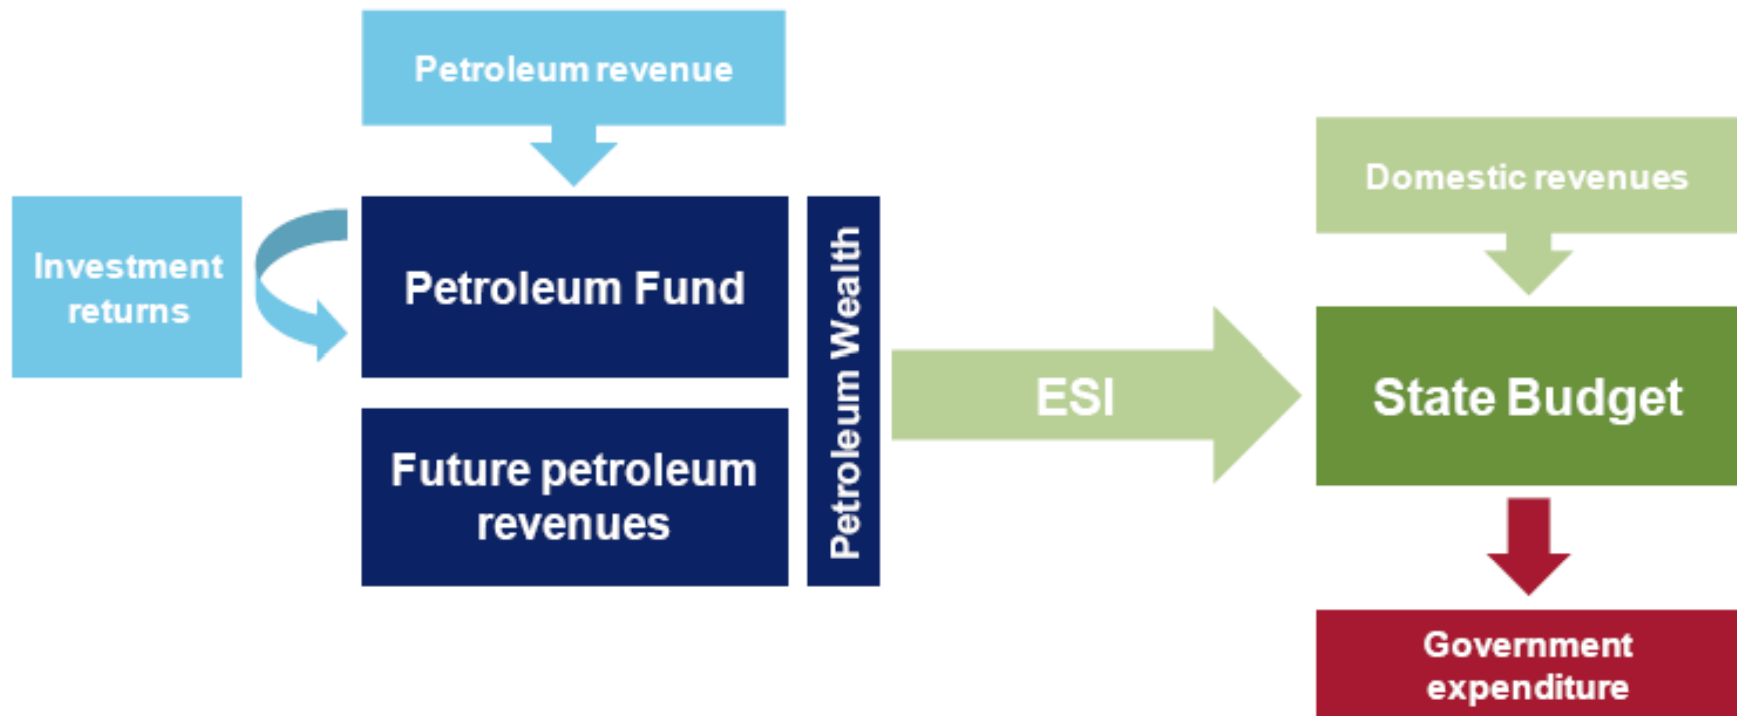 Petroleum revenue
Investment
returns
Petroleum Fund
Future petroleum
revenues
Petroleum Wealth
ESI
Domestic revenues
State Budget
Government
expenditure